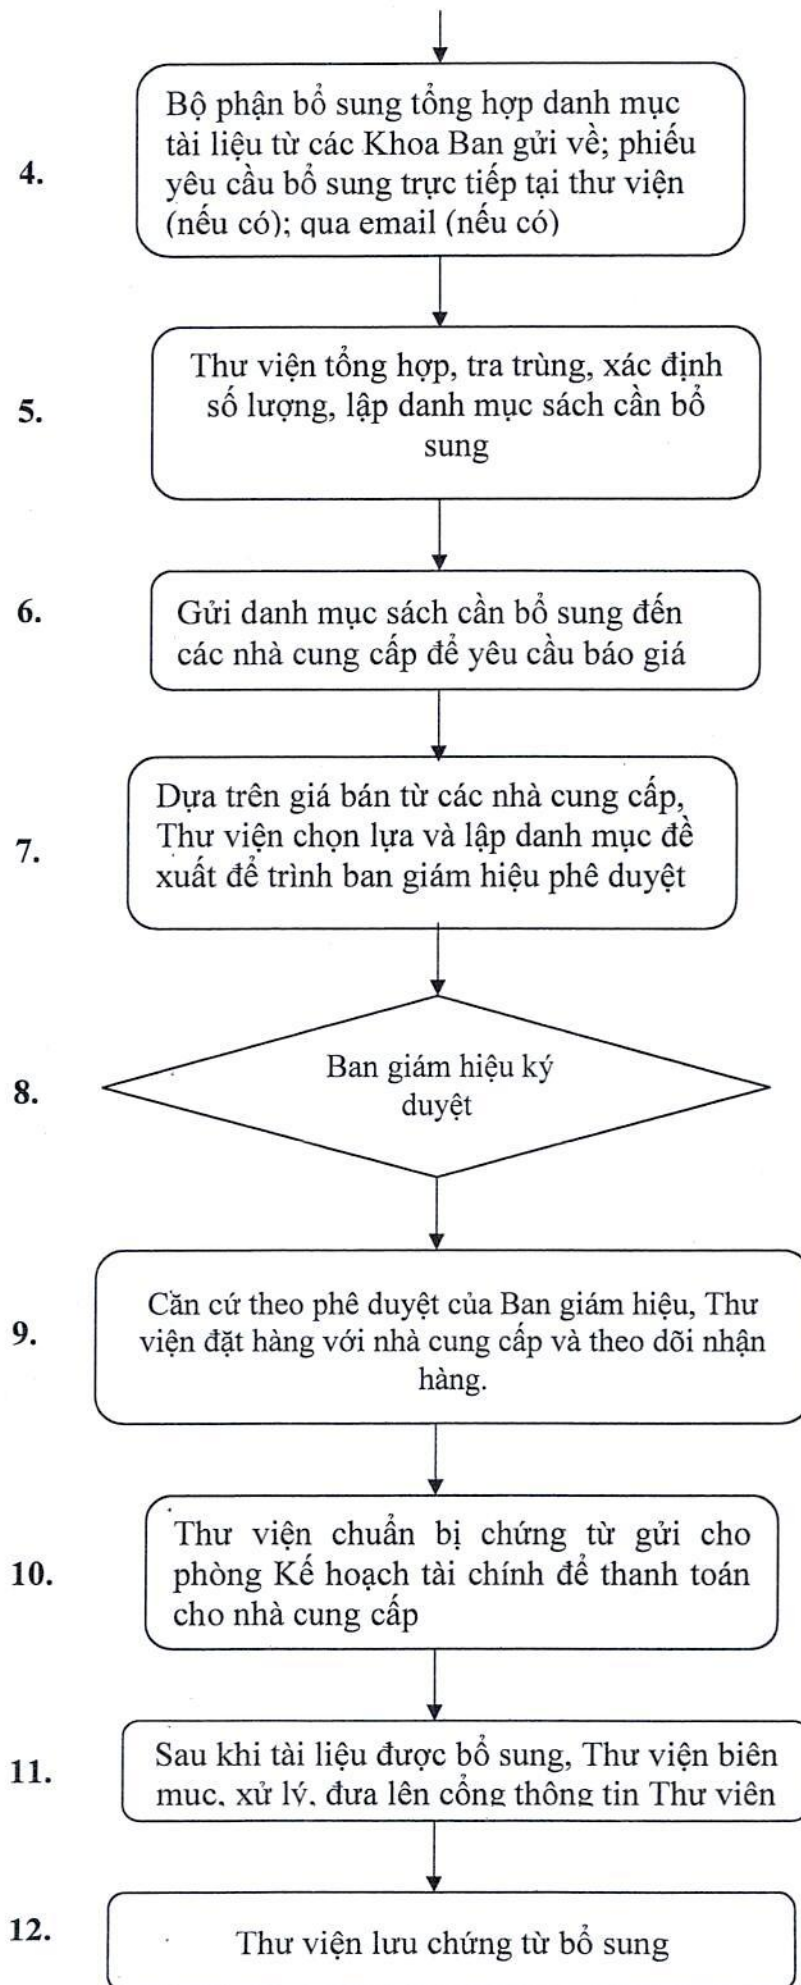 4.
Bộ phận bổ sung tổng hợp danh mục
tài liệu từ các Khoa Ban gửi về; phiếu
yêu cầu bổ sung trực tiếp tại thư viện
(nếu có); qua email (nếu có)
5.
Thư viện tổng hợp, tra trùng, xác định
số lượng, lập danh mục sách cần bổ
sung
6.
Gửi danh mục sách cần bổ sung đến
các nhà cung cấp để yêu cầu báo giá
7.
Dựa trên giá bán từ các nhà cung cấp,
Thư viện chọn lựa và lập danh mục đề
xuất để trình ban giám hiệu phê duyệt
8.
Ban giám hiệu ký
duyệt
9.
Căn cứ theo phê duyệt của Ban giám hiệu, Thư
viện đặt hàng với nhà cung cấp và theo dõi nhận
hàng.
10.
Thư viện chuẩn bị chứng từ gửi cho
phòng Kế hoạch tài chính để thanh toán
cho nhà cung cấp
11.
Sau khi tài liệu được bổ sung, Thư viện biên
mục, xử lý, đưa lên cổng thông tin Thư viện
12.
Thư viện lưu chứng từ bổ sung